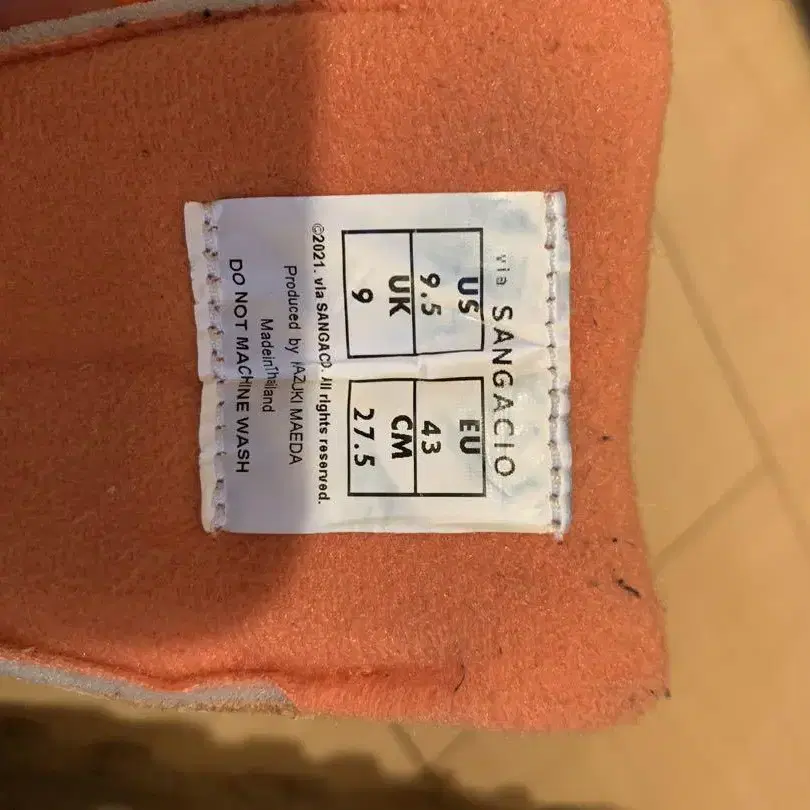 via SANGACIO
US EU
9.5 43
UK CM
9 27.5
©2021. via SANGACIO. All rights reserved.
Produced by KAZUKI MAEDA
MadeinThailand
DO NOT MACHINE WASH